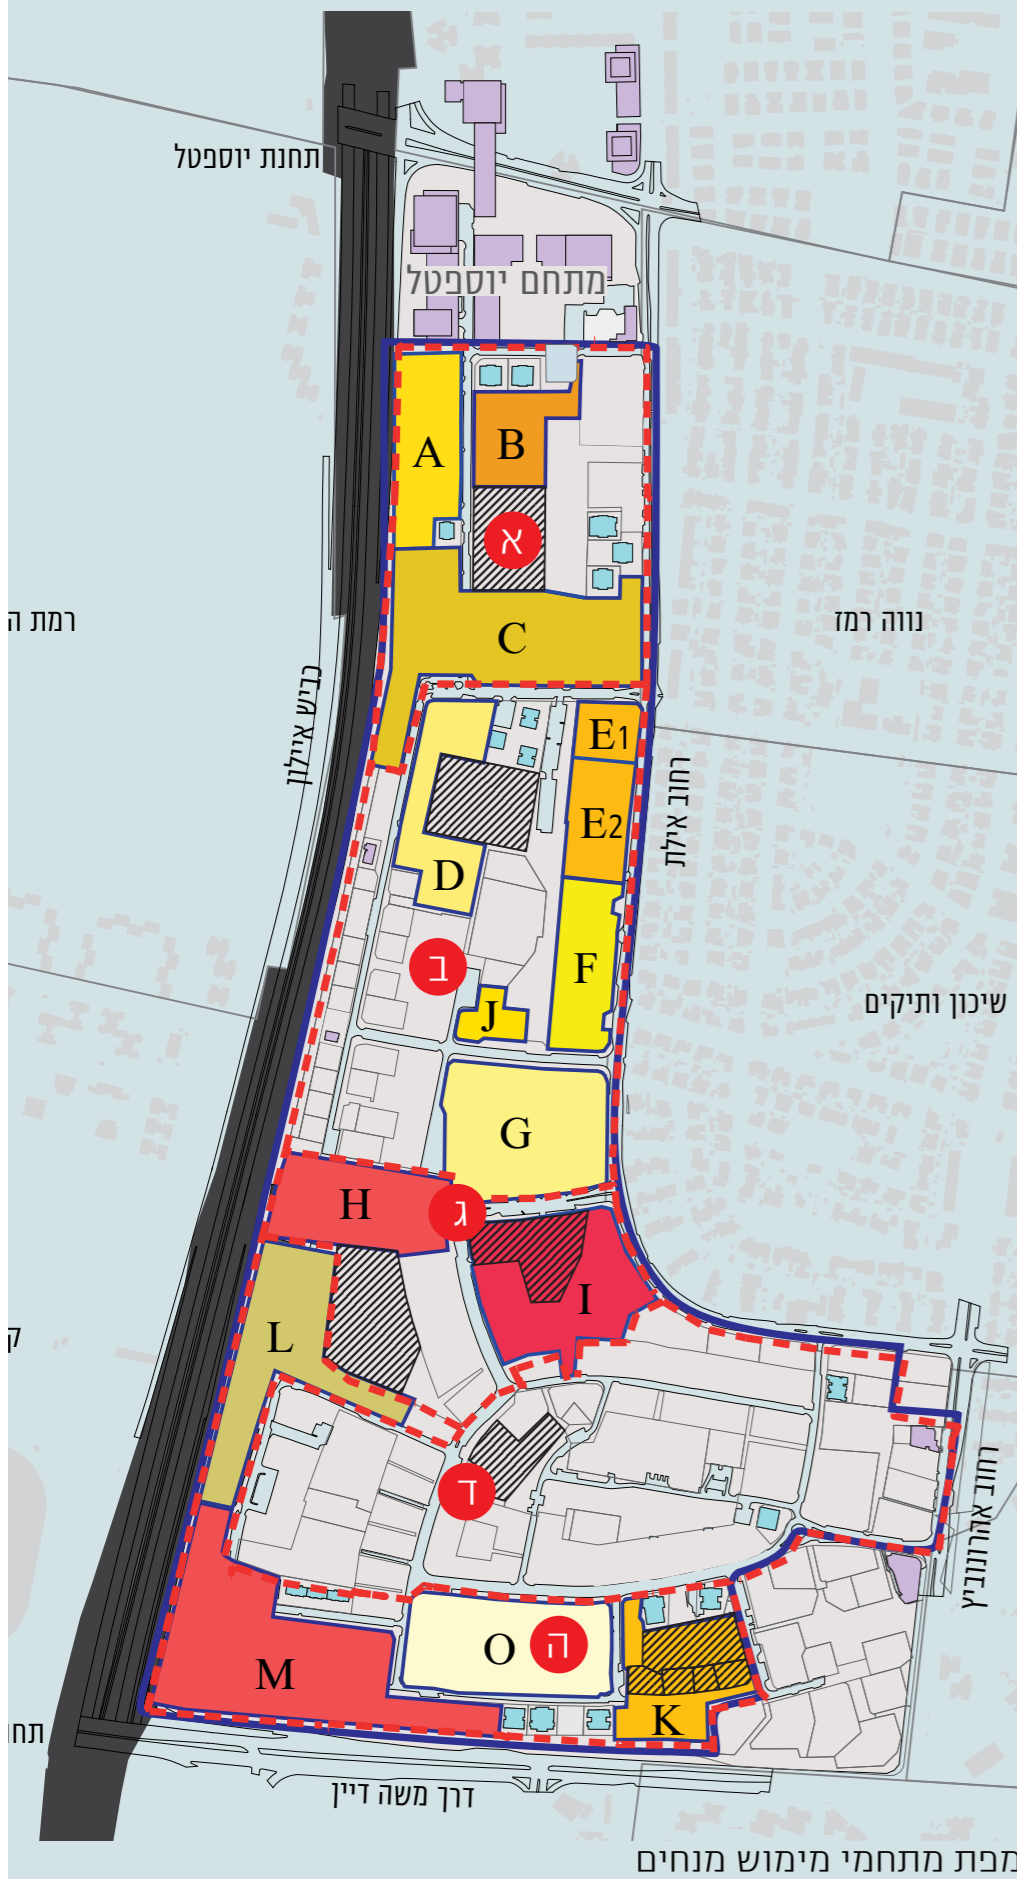 תחנת יוספטל
מתחם יוספטל
A
B
א
רמת ה
C
נווה רמז
כביש איילון
E1
רחוב אילת
E2
D
ב
F
J
שיכון ותיקים
G
H
ג
I
ק
L
ד
רחוב אהרונוביץ
O
ה
M
K
תחו
דרך משה דיין
מפת מתחמי מימוש מנחים